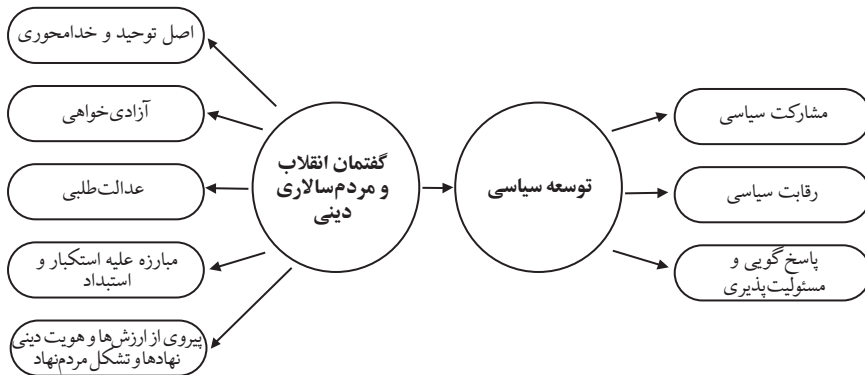 اصل توحید و خدامحوری
آزادی‌خواهی
عدالت‌طلبی
مبارزه علیه استکبار و
استبداد
پیروی از ارزش‌ها و هویت دینی
نهادها و تشکل مردم‌نهاد
گفتمان انقلاب
و مردم‌سالاری
دینی
توسعه سیاسی
مشارکت سیاسی
رقابت سیاسی
پاسخ‌گویی و
مسئولیت‌پذیری